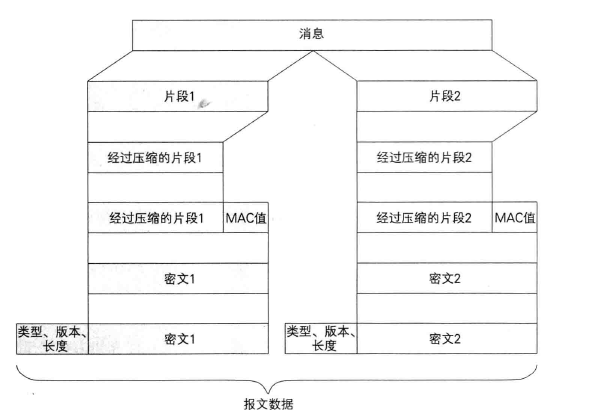 消息
片段1
片段2
经过压缩的片段1
经过压缩的片段2
经过压缩的片段1 MAC值
经过压缩的片段2 MAC值
密文1
密文2
类型、版本、
长度
密文1
类型、版本、
长度
密文2
报文数据